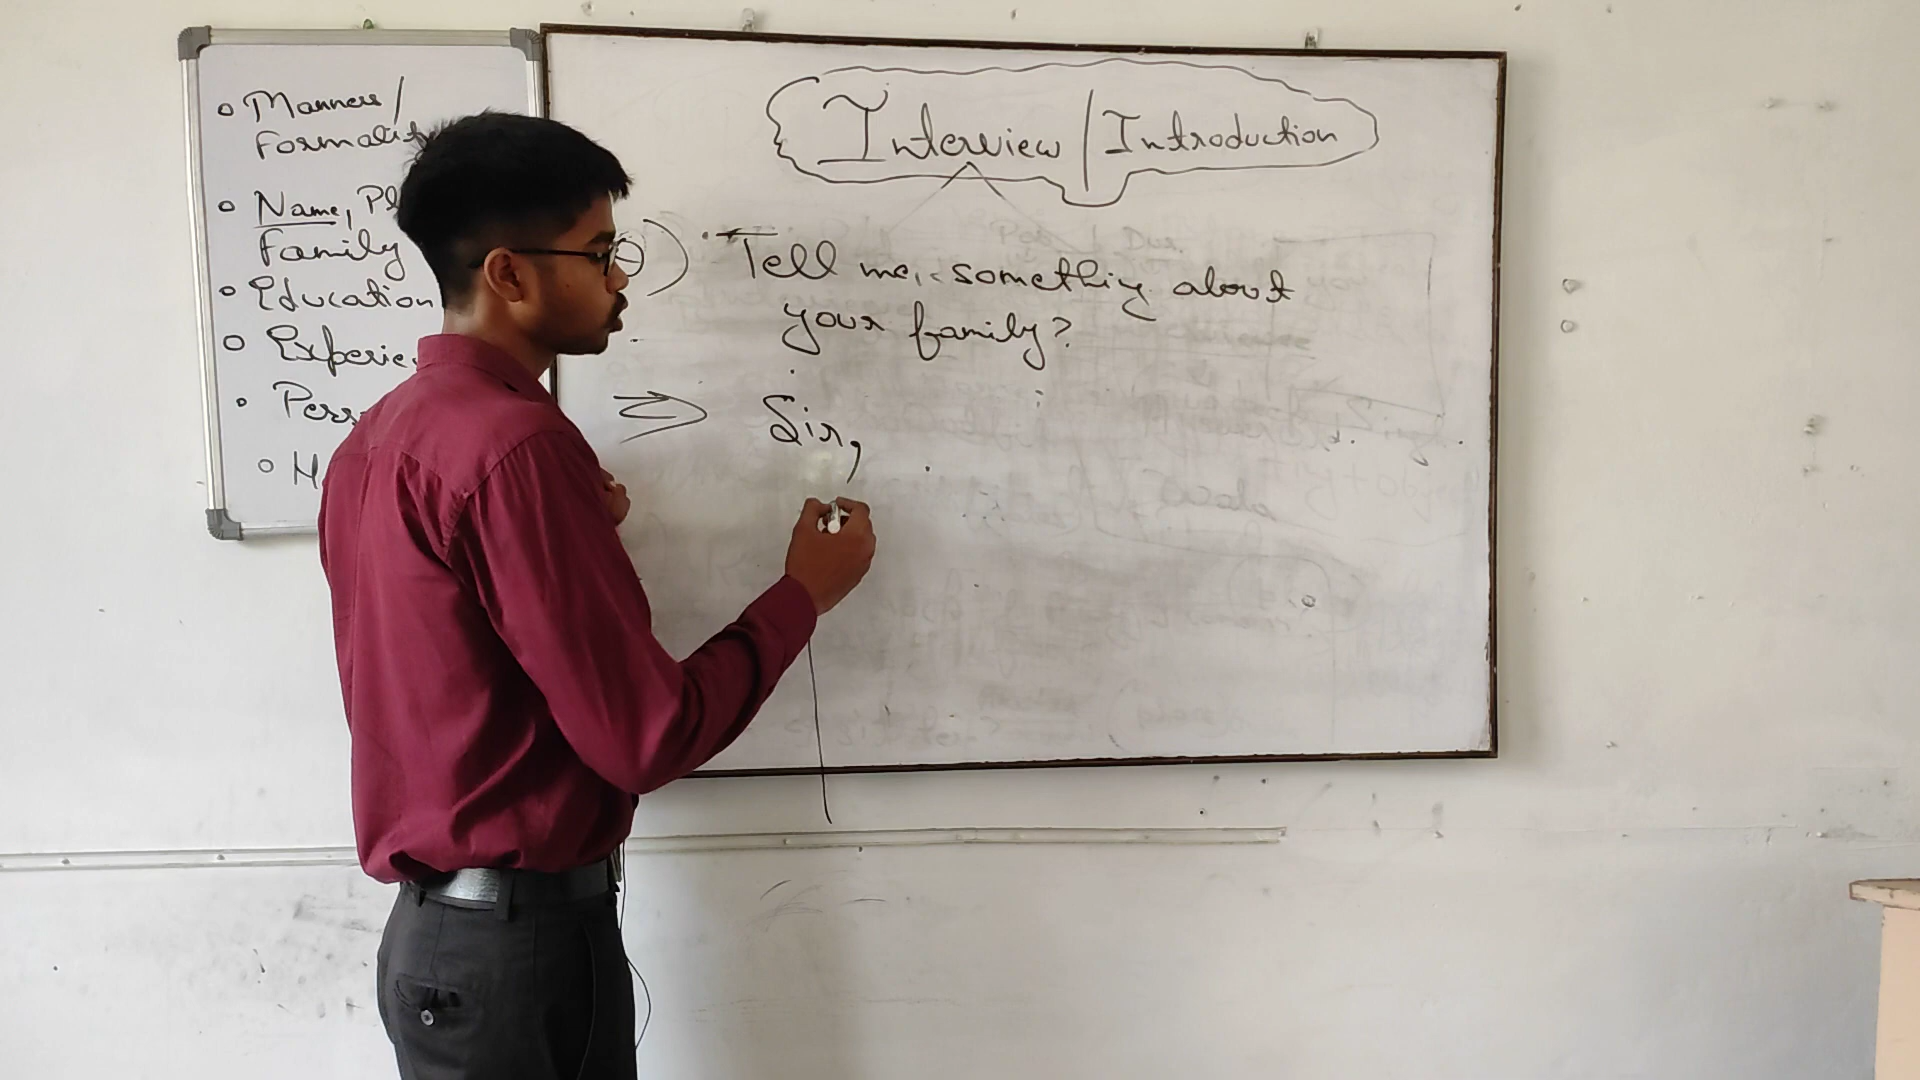 Manners/
Formalit
Name, Pl
Family
Education
Experie
Pers
H
Interview | Introduction
Tell me, something about
your family?
⇒ Sir,